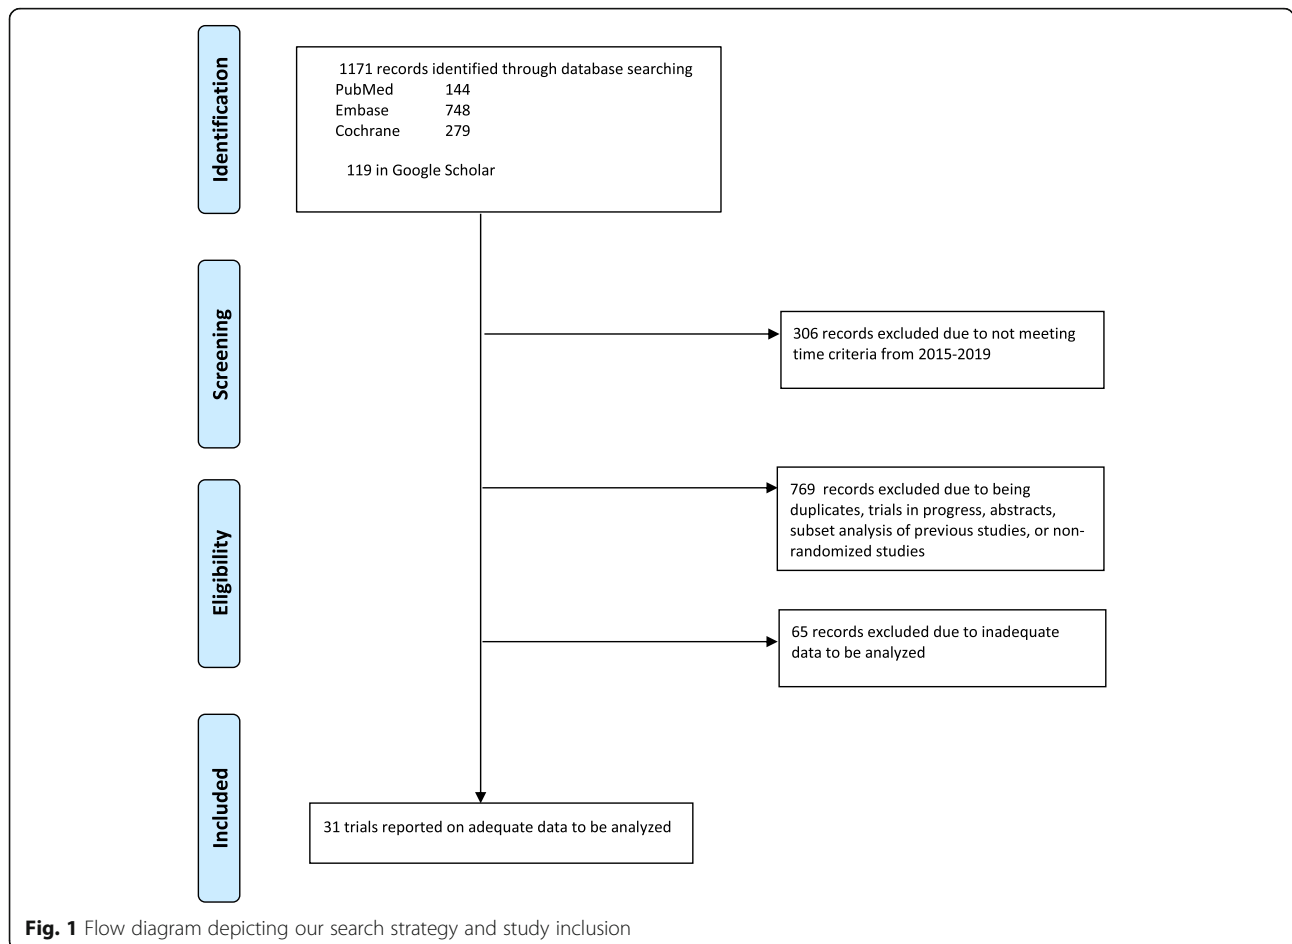 Identification
1171 records identified through database searching
PubMed 144
Embase 748
Cochrane 279
119 in Google Scholar
Screening
306 records excluded due to not meeting
time criteria from 2015-2019
Eligibility
769 records excluded due to being
duplicates, trials in progress, abstracts,
subset analysis of previous studies, or non-
randomized studies
65 records excluded due to inadequate
data to be analyzed
Included
31 trials reported on adequate data to be analyzed
Fig. 1 Flow diagram depicting our search strategy and study inclusion